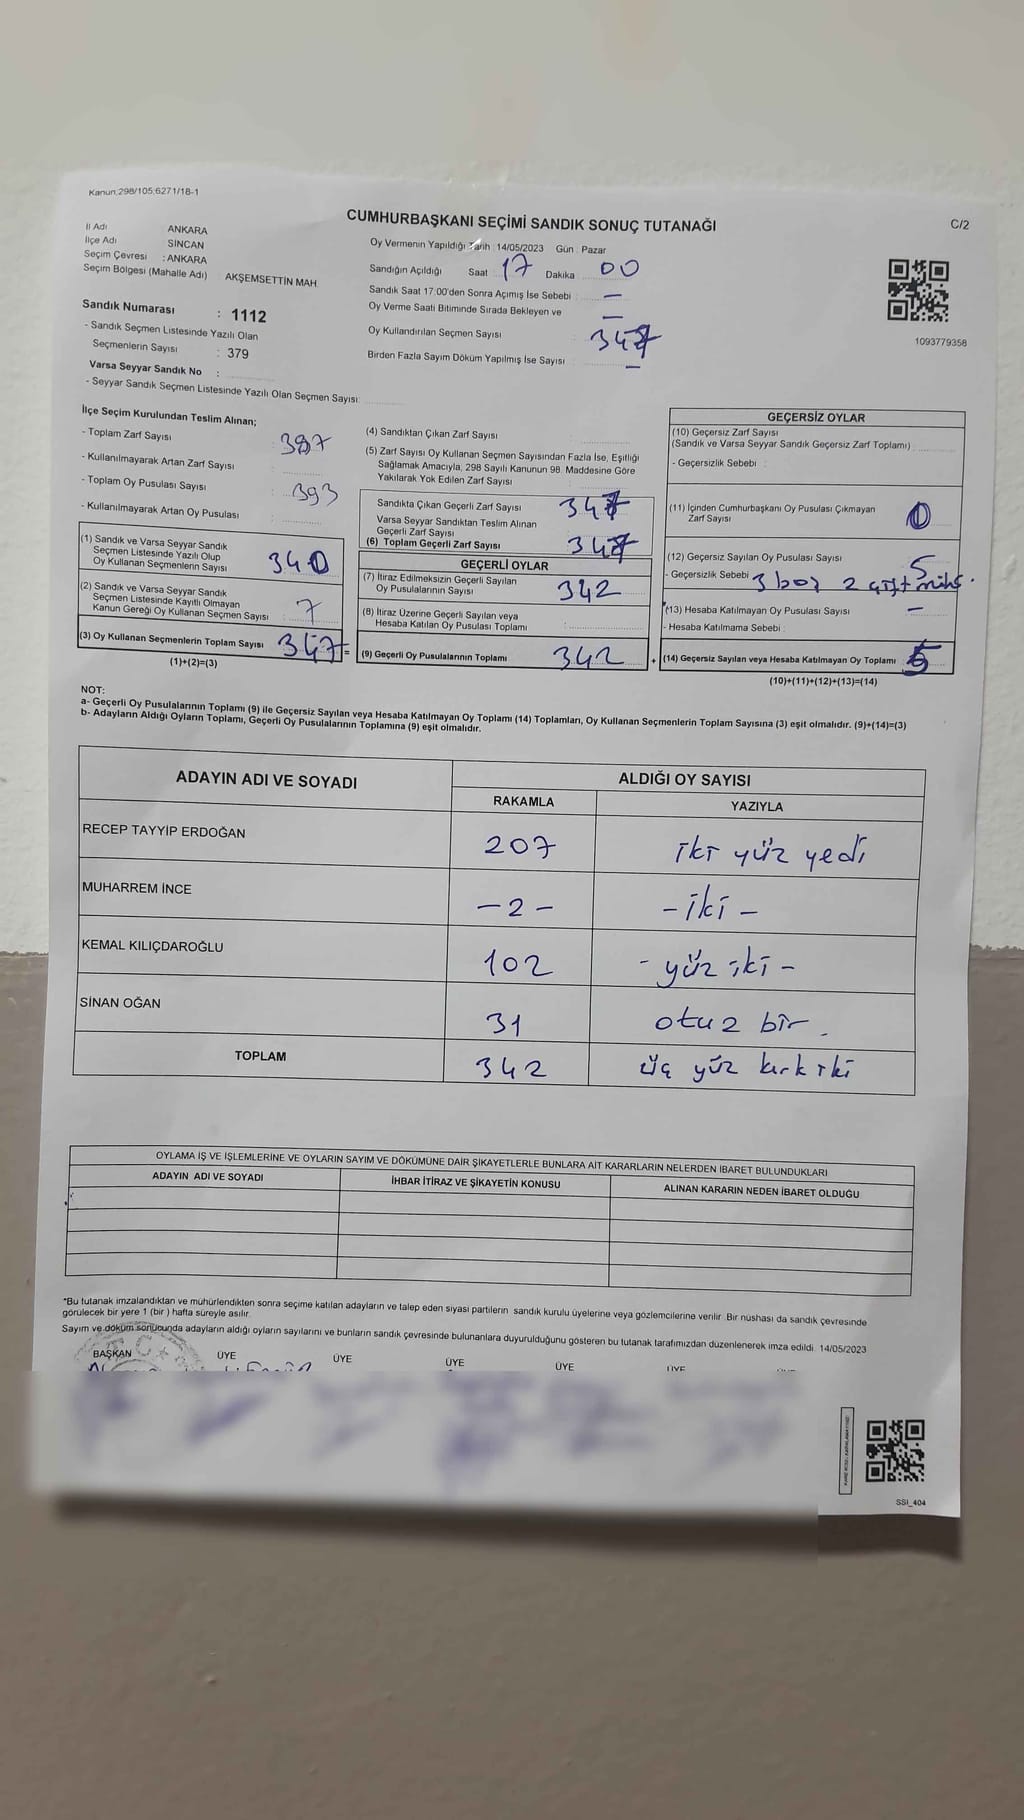 Kanun:298/105;6271/18-1
CUMHURBAŞKANI SEÇİMİ SANDIK SONUÇ TUTANAĞI
C/2
İl Adı ANKARA
İlçe Adı SİNCAN
Seçim Çevresi : ANKARA
Seçim Bölgesi (Mahalle Adı) : AKŞEMSETTİN MAH.
Sandık Numarası : 1112
- Sandık Seçmen Listesinde Yazılı Olan
Seçmenlerin Sayısı : 379
Varsa Seyyar Sandık No :
- Seyyar Sandık Seçmen Listesinde Yazılı Olan Seçmen Sayısı:
Oy Vermenin Yapıldığı Tarih : 14/05/2023 Gün : Pazar
Sandığın Açıldığı Saat 17 Dakika 00
Sandık Saat 17:00'den Sonra Açımış İse Sebebi : —
Oy Verme Saati Bitiminde Sırada Bekleyen ve —
Oy Kullandırılan Seçmen Sayısı 347
Birden Fazla Sayım Döküm Yapılmış İse Sayısı : —
1093779358
İlçe Seçim Kurulundan Teslim Alınan;
- Toplam Zarf Sayısı : 387
- Kullanılmayarak Artan Zarf Sayısı
- Toplam Oy Pusulası Sayısı : 393
- Kullanılmayarak Artan Oy Pusulası :
(1) Sandık ve Varsa Seyyar Sandık
Seçmen Listesinde Yazılı Olup
Oy Kullanan Seçmenlerin Sayısı 340
(2) Sandık ve Varsa Seyyar Sandık
Seçmen Listesinde Kayıtlı Olmayan
Kanun Gereği Oy Kullanan Seçmen Sayısı : 7
(3) Oy Kullanan Seçmenlerin Toplam Sayısı 347 =
(1)+(2)=(3)
(4) Sandıktan Çıkan Zarf Sayısı
(5) Zarf Sayısı Oy Kullanan Seçmen Sayısından Fazla İse, Eşitliği
Sağlamak Amacıyla, 298 Sayılı Kanunun 98. Maddesine Göre
Yakılarak Yok Edilen Zarf Sayısı
Sandıkta Çıkan Geçerli Zarf Sayısı 347
Varsa Seyyar Sandıktan Teslim Alınan
Geçerli Zarf Sayısı
(6) Toplam Geçerli Zarf Sayısı 347
GEÇERLİ OYLAR
(7) İtiraz Edilmeksizin Geçerli Sayılan
Oy Pusulalarının Sayısı 342
(8) İtiraz Üzerine Geçerli Sayılan veya
Hesaba Katılan Oy Pusulası Toplamı :
(9) Geçerli Oy Pusulalarının Toplamı 342 +
GEÇERSİZ OYLAR
(10) Geçersiz Zarf Sayısı
(Sandık ve Varsa Seyyar Sandık Geçersiz Zarf Toplamı) :
- Geçersizlik Sebebi :
(11) İçinden Cumhurbaşkanı Oy Pusulası Çıkmayan
Zarf Sayısı 0
(12) Geçersiz Sayılan Oy Pusulası Sayısı 5
- Geçersizlik Sebebi 3 boş 2 çift mühr.
(13) Hesaba Katılmayan Oy Pusulası Sayısı —
- Hesaba Katılmama Sebebi :
(14) Geçersiz Sayılan veya Hesaba Katılmayan Oy Toplamı 5
(10)+(11)+(12)+(13)=(14)
NOT:
a- Geçerli Oy Pusulalarının Toplamı (9) ile Geçersiz Sayılan veya Hesaba Katılmayan Oy Toplamı (14) Toplamları, Oy Kullanan Seçmenlerin Toplam Sayısına (3) eşit olmalıdır. (9)+(14)=(3)
b- Adayların Aldığı Oyların Toplamı, Geçerli Oy Pusulalarının Toplamına (9) eşit olmalıdır.
ADAYIN ADI VE SOYADI ALDIĞI OY SAYISI
RAKAMLA YAZIYLA
RECEP TAYYİP ERDOĞAN 207 iki yüz yedi
MUHARREM İNCE -2- -iki-
KEMAL KILIÇDAROĞLU 102 -yüz iki-
SİNAN OĞAN 31 otuz bir.
TOPLAM 342 üç yüz kırk iki
OYLAMA İŞ VE İŞLEMLERİNE VE OYLARIN SAYIM VE DÖKÜMÜNE DAİR ŞİKAYETLERLE BUNLARA AİT KARARLARIN NELERDEN İBARET BULUNDUKLARI
ADAYIN ADI VE SOYADI İHBAR İTİRAZ VE ŞİKAYETİN KONUSU ALINAN KARARIN NEDEN İBARET OLDUĞU
*Bu tutanak imzalandıktan ve mühürlendikten sonra seçime katılan adayların ve talep eden siyasi partilerin sandık kurulu üyelerine veya gözlemcilerine verilir. Bir nüshası da sandık çevresinde
görülecek bir yere 1 (bir ) hafta süreyle asılır.
Sayım ve döküm sonucunda adayların aldığı oyların sayılarını ve bunların sandık çevresinde bulunanlara duyurulduğunu gösteren bu tutanak tarafımızdan düzenlenerek imza edildi. 14/05/2023
BAŞKAN ÜYE ÜYE ÜYE ÜYE ÜYE
SSI_404